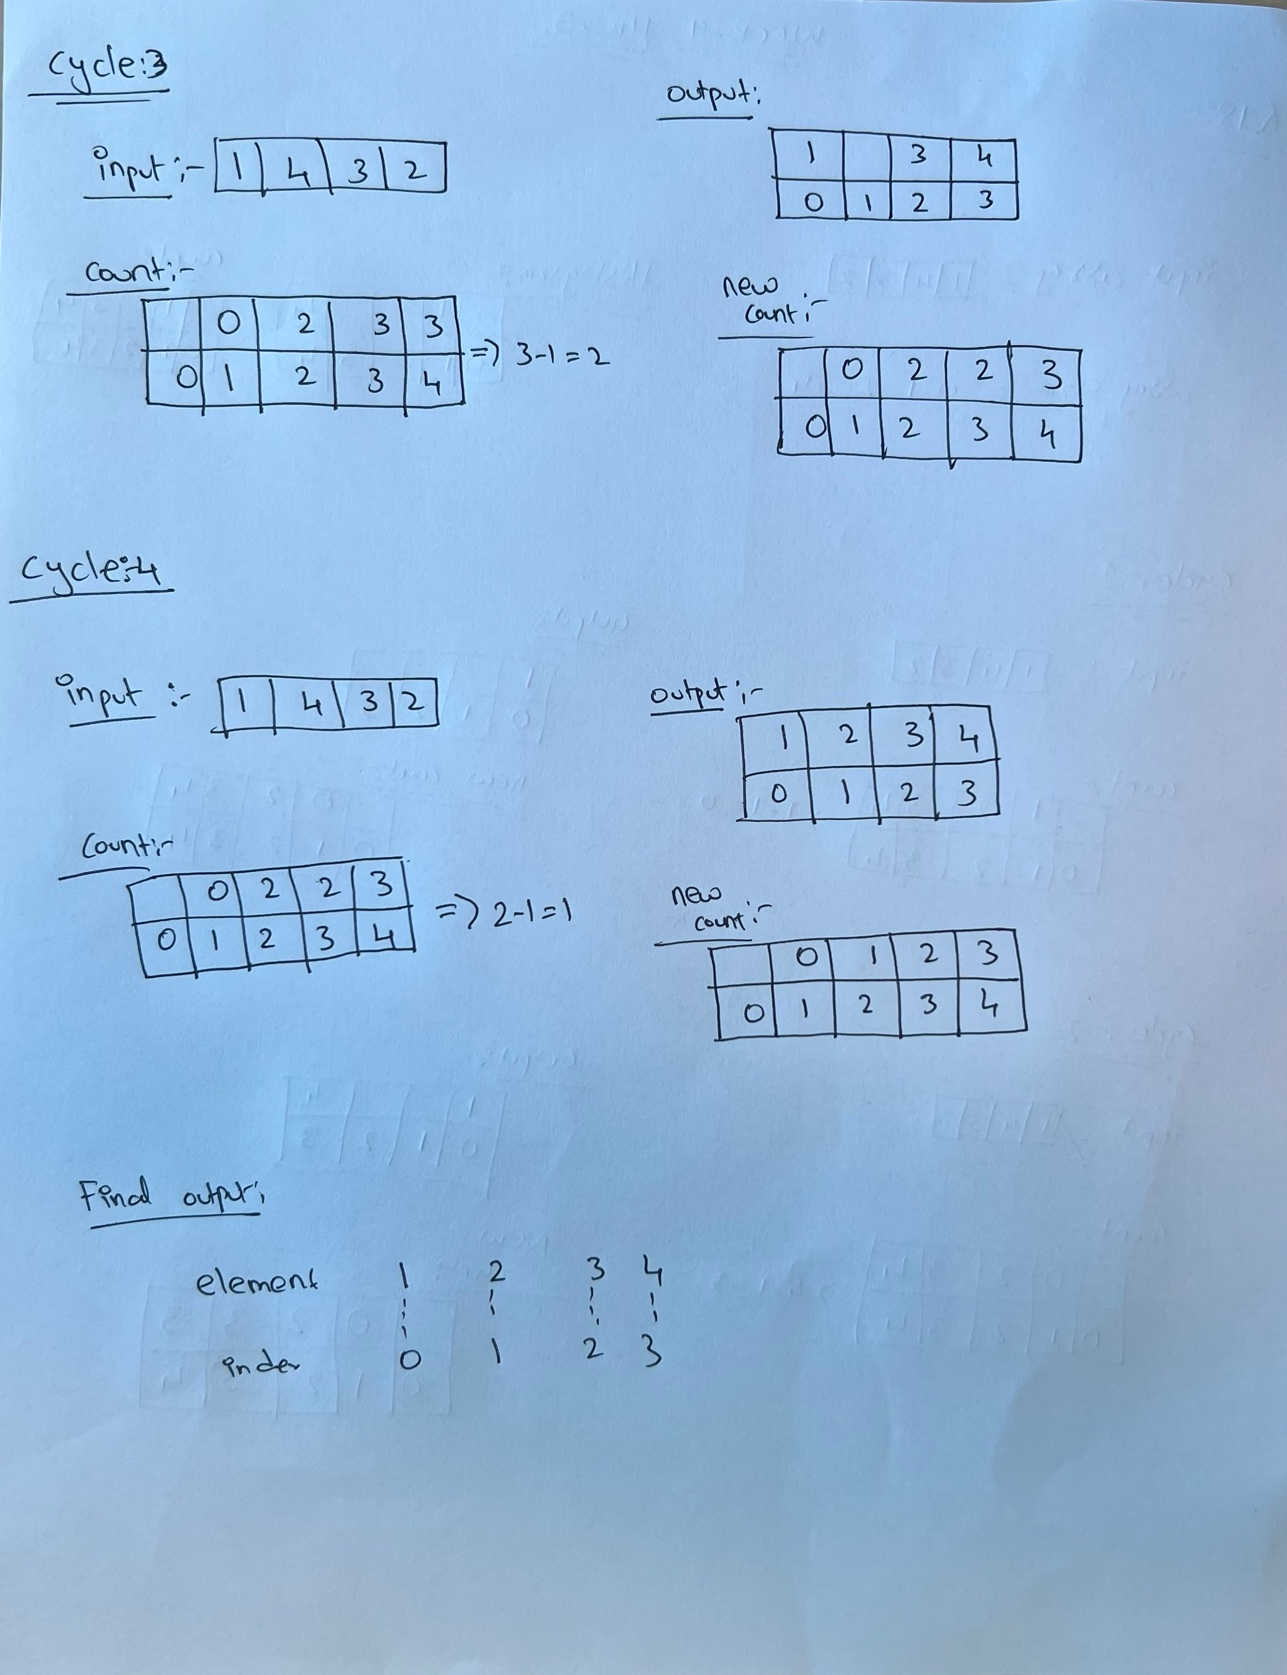 Cycle:3
input :- 1 4 3 2
Output:
1 3 4
0 1 2 3
Count:-
0 2 3 3
0 1 2 3 4
=> 3-1=2
new
Count:-
0 2 2 3
0 1 2 3 4
Cycle:4
input :- 1 4 3 2
output :-
1 2 3 4
0 1 2 3
Count:-
0 2 2 3
0 1 2 3 4
=> 2-1=1
new
count:-
0 1 2 3
0 1 2 3 4
Final output:
element 1 2 3 4
index 0 1 2 3